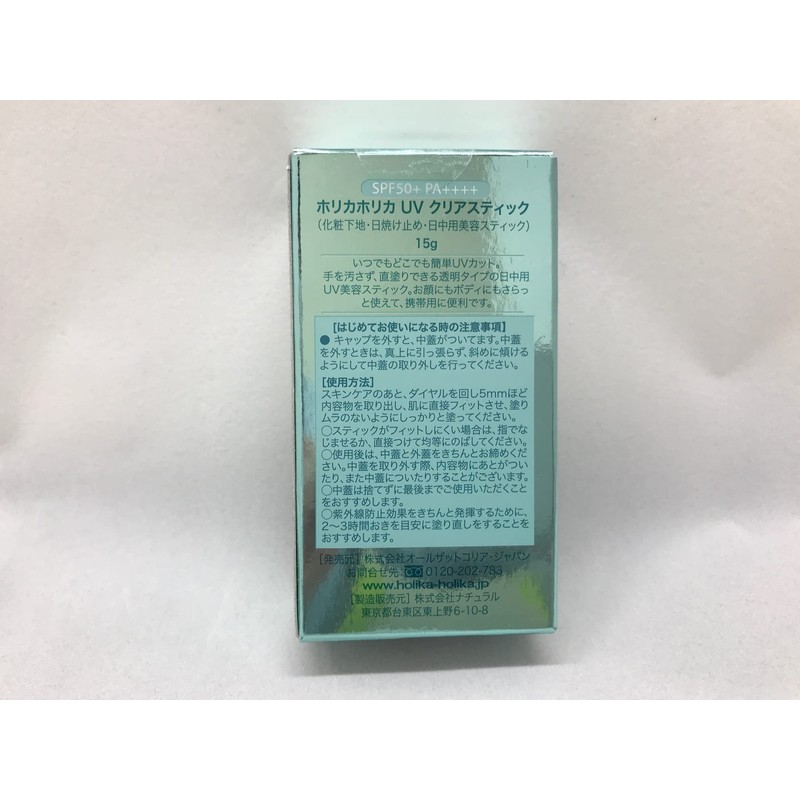 SPF50+ PA++++
ホリカホリカ UV クリアスティック
(化粧下地・日焼け止め・日中用美容スティック)
15g
いつでもどこでも簡単UVカット。
手を汚さず、直塗りできる透明タイプの日中用
UV美容スティック。お顔にもボディにもさらっ
と使えて、携帯用に便利です。
[はじめてお使いになる時の注意事項]
● キャップを外すと、中蓋がついてます。中蓋
を外すときは、真上に引っ張らず、斜めに傾ける
ようにして中蓋の取り外しを行ってください。
[使用方法]
スキンケアのあと、ダイヤルを回し5mmほど
内容物を取り出し、肌に直接フィットさせ、塗り
ムラのないようにしっかりと塗ってください。
○スティックがフィットしにくい場合は、指でな
じませるか、直接つけて均等にのばしてください。
○使用後は、中蓋と外蓋をきちんとお締めくだ
さい。中蓋を取り外す際、内容物にあとがつい
たり、また中蓋についたりすることがございます。
○中蓋は捨てずに最後までご使用いただくこと
をおすすめします。
○紫外線防止効果をきちんと発揮するために、
2〜3時間おきを目安に塗り直しをすることを
おすすめします。
[発売元] 株式会社オールザットコリア・ジャパン
お問合せ先: 0120-202-783
www.holika-holika.jp
[製造販売元] 株式会社ナチュラル
東京都台東区東上野6-10-8